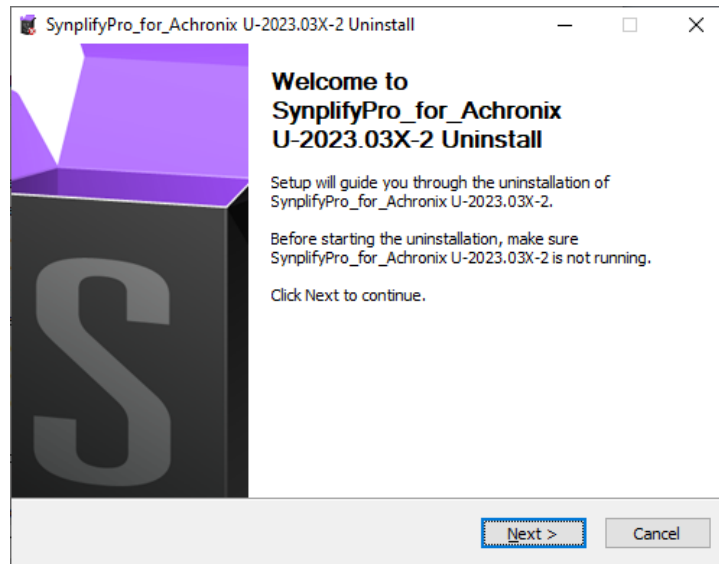 SynplifyPro_for_Achronix U-2023.03X-2 Uninstall
Welcome to
SynplifyPro_for_Achronix
U-2023.03X-2 Uninstall
Setup will guide you through the uninstallation of
SynplifyPro_for_Achronix U-2023.03X-2.
Before starting the uninstallation, make sure
SynplifyPro_for_Achronix U-2023.03X-2 is not running.
Click Next to continue.
S
Next >
Cancel